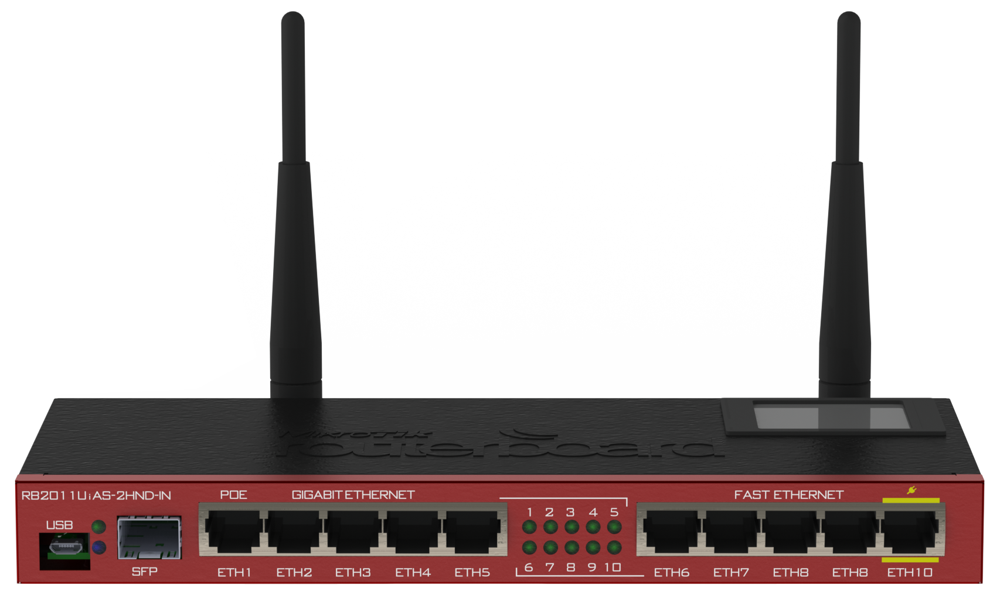 MikroTik
routerboard
RB2011UiAS-2HND-IN
POE
GIGABIT ETHERNET
FAST ETHERNET
USB
1 2 3 4 5
6 7 8 9 10
SFP
ETH1 ETH2 ETH3 ETH4 ETH5
ETH6 ETH7 ETH8 ETH8 ETH10